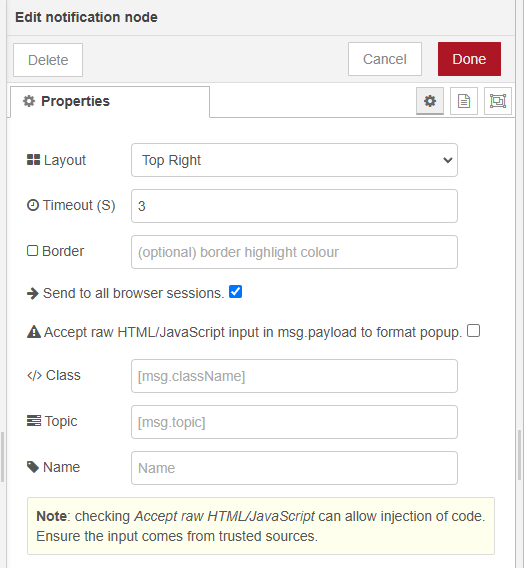 Edit notification node
Delete
Cancel
Done
Properties
Layout
Top Right
Timeout (S)
3
Border
(optional) border highlight colour
Send to all browser sessions.
Accept raw HTML/JavaScript input in msg.payload to format popup.
</> Class
[msg.className]
Topic
[msg.topic]
Name
Name
Note: checking Accept raw HTML/JavaScript can allow injection of code.
Ensure the input comes from trusted sources.